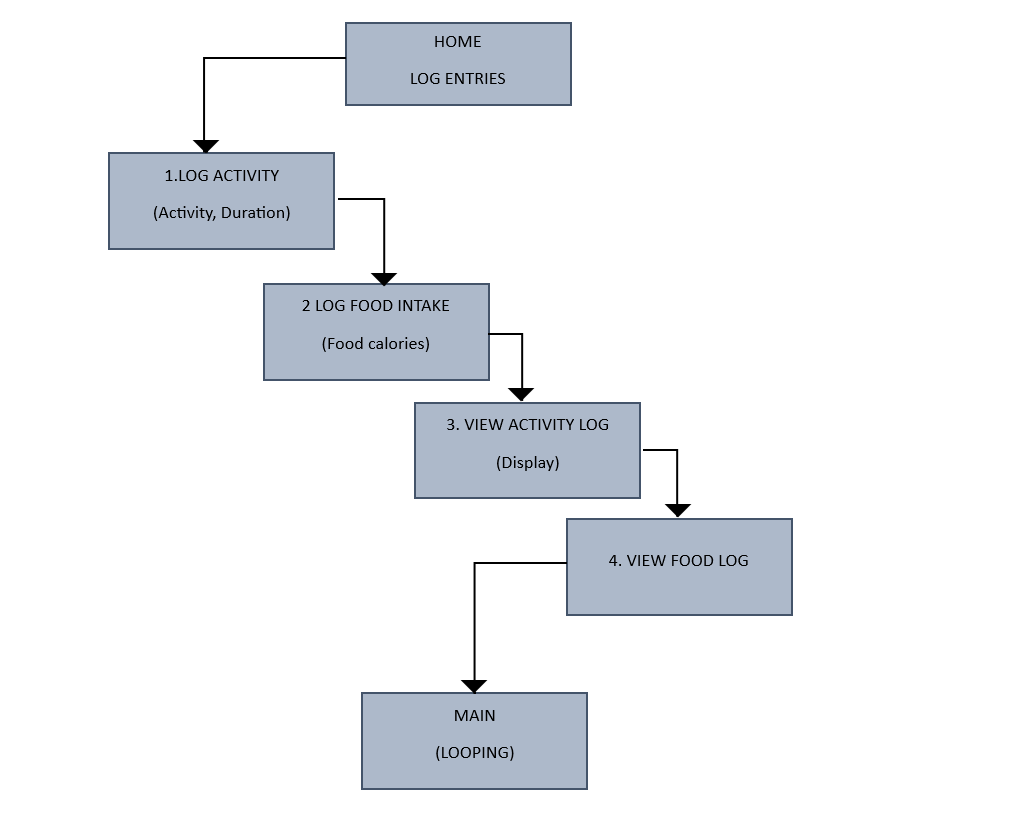 HOME
LOG ENTRIES
1.LOG ACTIVITY
(Activity, Duration)
2 LOG FOOD INTAKE
(Food calories)
3. VIEW ACTIVITY LOG
(Display)
4. VIEW FOOD LOG
MAIN
(LOOPING)